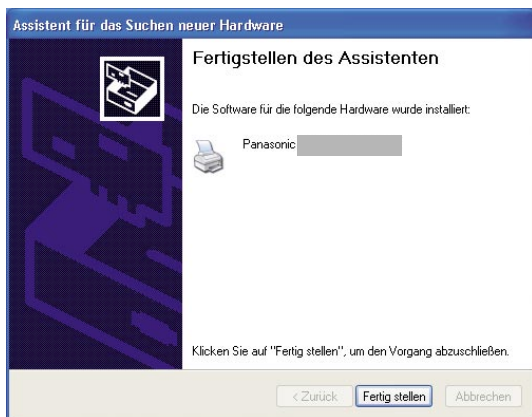 Assistent für das Suchen neuer Hardware
Fertigstellen des Assistenten
Die Software für die folgende Hardware wurde installiert:
Panasonic
Klicken Sie auf "Fertig stellen", um den Vorgang abzuschließen.
< Zurück
Fertig stellen
Abbrechen